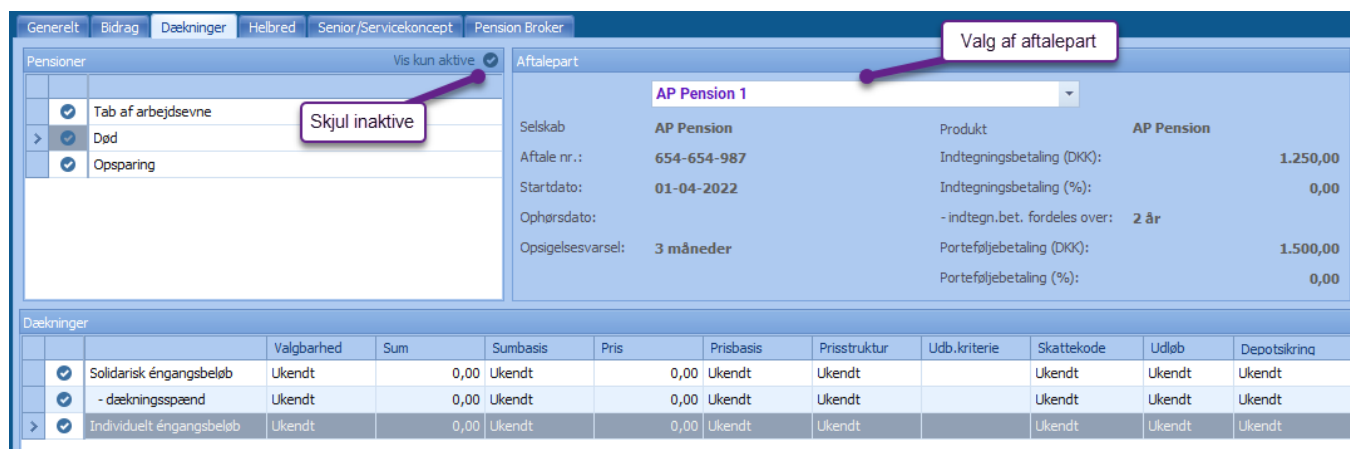 Generelt Bidrag Dækninger Helbred Senior/Servicekoncept Pension Broker
Pensioner Vis kun aktive
Tab af arbejdsevne
Død
Opsparing
Skjul inaktive
Aftalepart
Valg af aftalepart
AP Pension 1
Selskab AP Pension Produkt AP Pension
Aftale nr.: 654-654-987 Indtegningsbetaling (DKK): 1.250,00
Startdato: 01-04-2022 Indtegningsbetaling (%): 0,00
Ophørsdato: - indtegn.bet. fordeles over: 2 år
Opsigelsesvarsel: 3 måneder Porteføljebetaling (DKK): 1.500,00
Porteføljebetaling (%): 0,00
Dækninger
Valgbarhed Sum Sumbasis Pris Prisbasis Prisstruktur Udb.kriterie Skattekode Udløb Depotsikring
Solidarisk éngangsbeløb Ukendt 0,00 Ukendt 0,00 Ukendt Ukendt Ukendt Ukendt Ukendt
- dækningsspænd Ukendt 0,00 Ukendt 0,00 Ukendt Ukendt Ukendt Ukendt Ukendt
Individuelt éngangsbeløb Ukendt 0,00 Ukendt 0,00 Ukendt Ukendt Ukendt Ukendt Ukendt